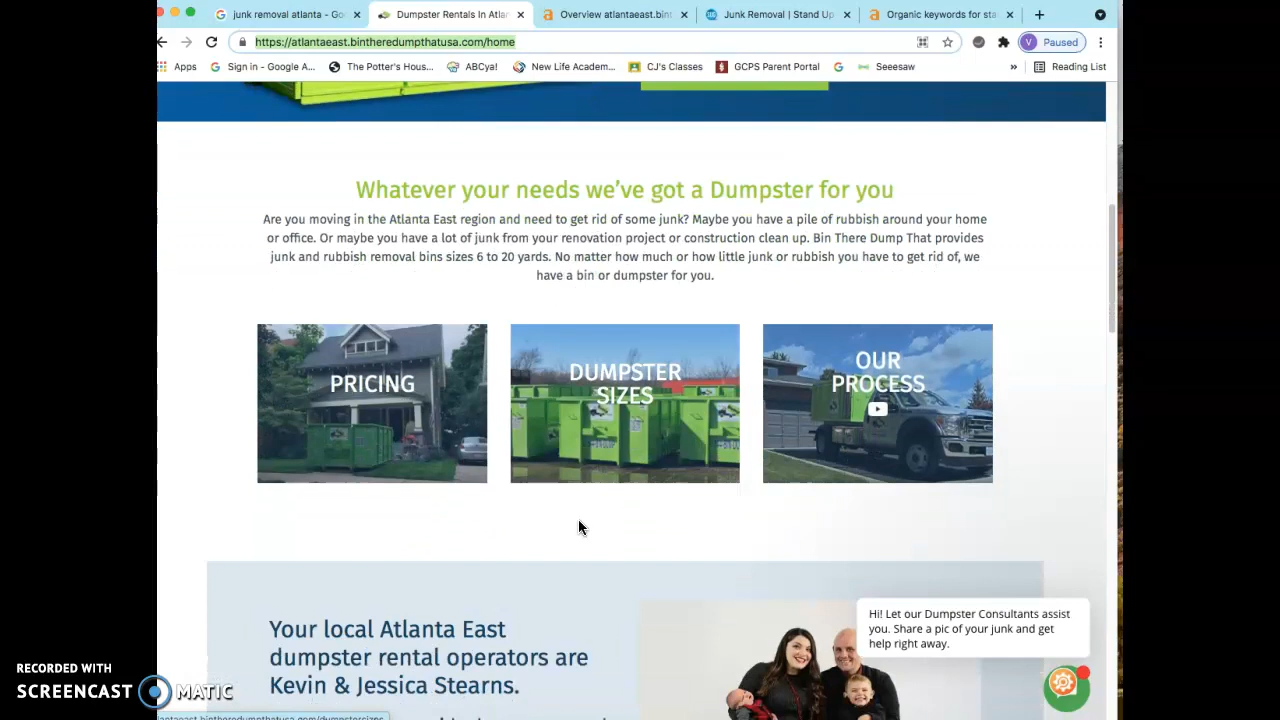 junk removal atlanta - Go
Dumpster Rentals In Atla
Overview atlantaeast.bint
Junk Removal | Stand Up
Organic keywords for sta
https://atlantaeast.bintheredumpthatusa.com/home
Paused
Apps
Sign in - Google A...
The Potter's Hous...
ABCya!
New Life Academ...
CJ's Classes
GCPS Parent Portal
Seesaw
»
Reading List
Whatever your needs we've got a Dumpster for you
Are you moving in the Atlanta East region and need to get rid of some junk? Maybe you have a pile of rubbish around your home
or office. Or maybe you have a lot of junk from your renovation project or construction clean up. Bin There Dump That provides
junk and rubbish removal bins sizes 6 to 20 yards. No matter how much or how little junk or rubbish you have to get rid of, we
have a bin or dumpster for you.
PRICING
DUMPSTER
SIZES
OUR
PROCESS
Your local Atlanta East
dumpster rental operators are
Kevin & Jessica Stearns.
Hi! Let our Dumpster Consultants assist
you. Share a pic of your junk and get
help right away.
RECORDED WITH
SCREENCAST MATIC